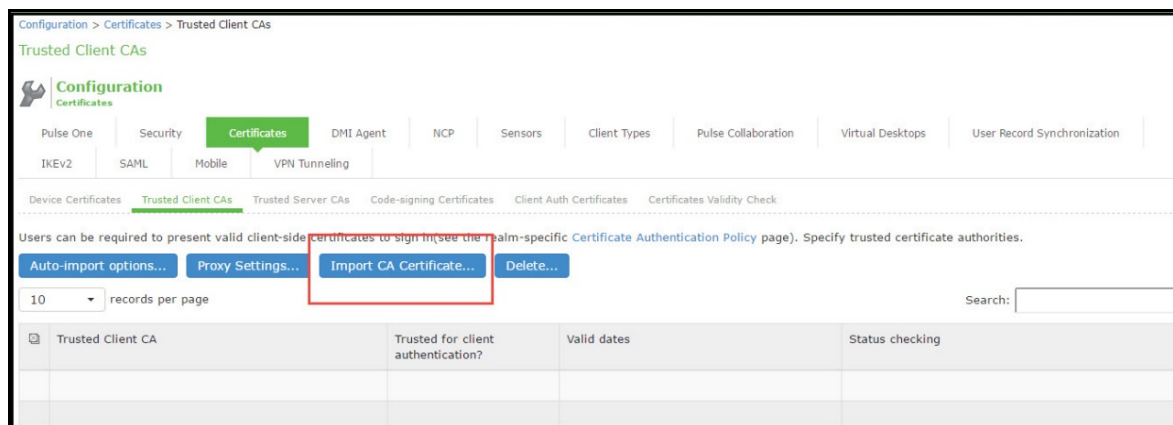 Configuration > Certificates > Trusted Client CAs
Trusted Client CAs
Configuration
Certificates
Pulse One Security Certificates DMI Agent NCP Sensors Client Types Pulse Collaboration Virtual Desktops User Record Synchronization
IKEv2 SAML Mobile VPN Tunneling
Device Certificates Trusted Client CAs Trusted Server CAs Code-signing Certificates Client Auth Certificates Certificates Validity Check
Users can be required to present valid client-side certificates to sign in(see the realm-specific Certificate Authentication Policy page). Specify trusted certificate authorities.
Auto-import options... Proxy Settings... Import CA Certificate... Delete...
10 records per page Search:
Trusted Client CA Trusted for client Valid dates Status checking
authentication?